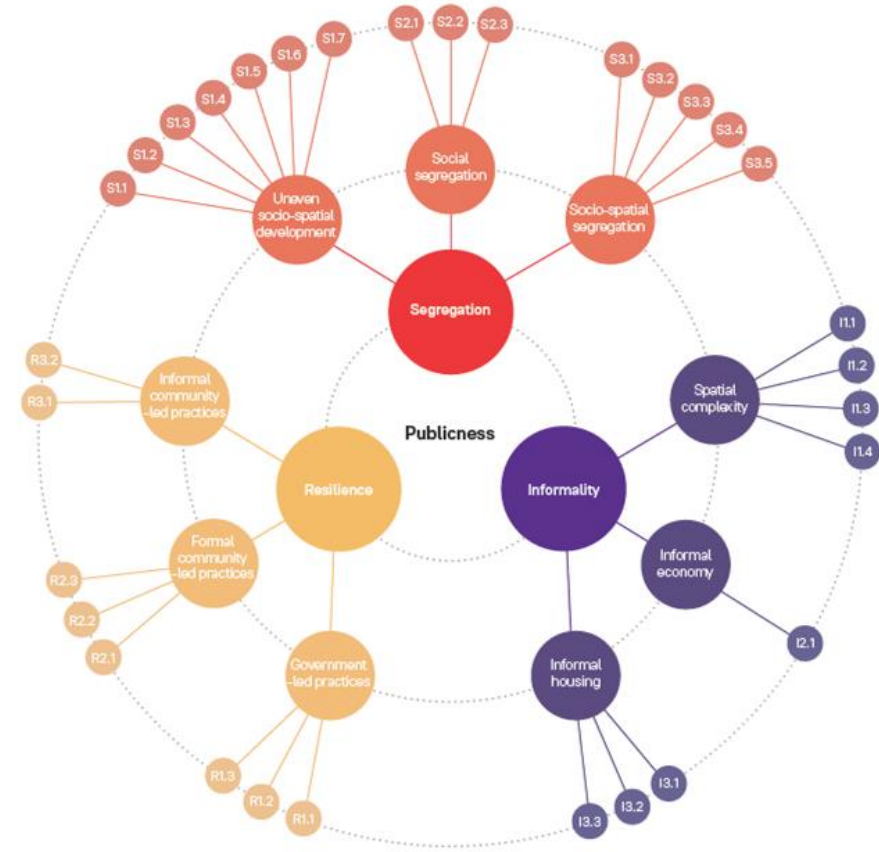 S2.1
S2.2
S2.3
S1.7
S1.6
S1.5
S1.4
S1.3
S1.2
S1.1
S3.1
S3.2
S3.3
S3.4
S3.5
Social
segregation
Uneven
socio-spatial
development
Socio-spatial
segregation
Segregation
I1.1
I1.2
I1.3
I1.4
R3.2
R3.1
Informal
community
-led practices
Spatial
complexity
Publicness
Resilience
Informality
Formal
community
-led practices
Informal
economy
R2.3
R2.2
R2.1
I2.1
Government
-led practices
Informal
housing
R1.3
R1.2
R1.1
I3.1
I3.2
I3.3